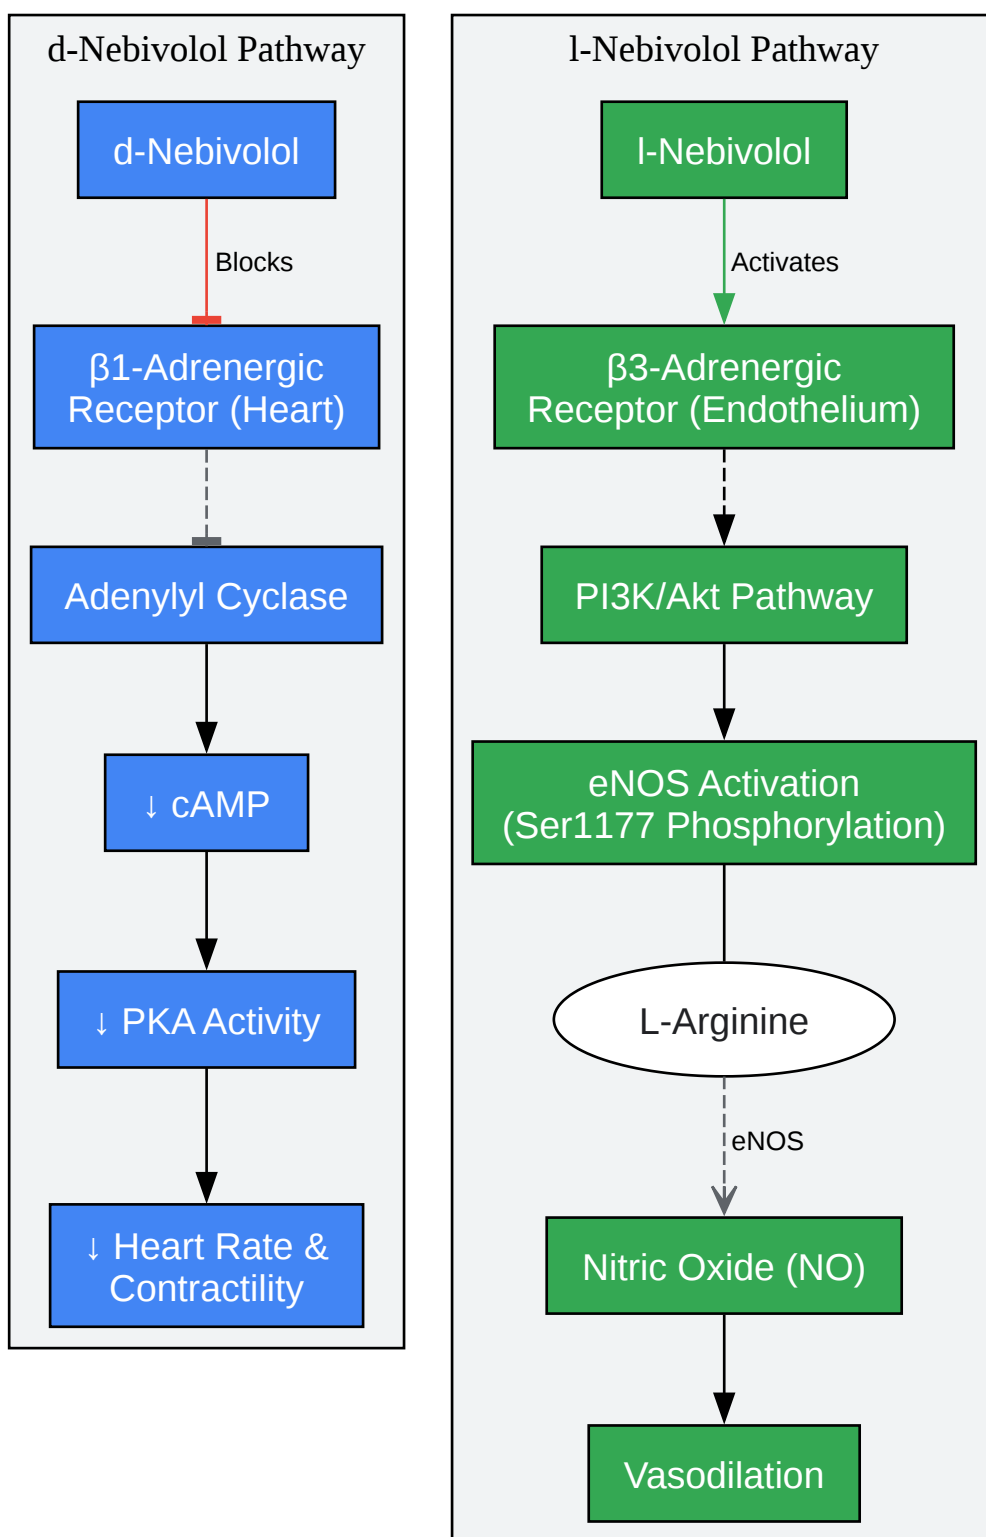 d-Nebivolol Pathway
d-Nebivolol
Blocks
β1-Adrenergic
Receptor (Heart)
Adenylyl Cyclase
↓ cAMP
↓ PKA Activity
↓ Heart Rate &
Contractility
l-Nebivolol Pathway
l-Nebivolol
Activates
β3-Adrenergic
Receptor (Endothelium)
PI3K/Akt Pathway
eNOS Activation
(Ser1177 Phosphorylation)
L-Arginine
eNOS
Nitric Oxide (NO)
Vasodilation